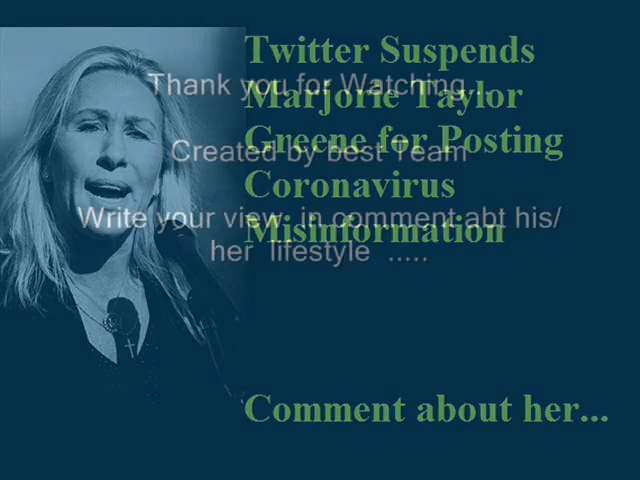 Twitter Suspends
Thank you for Watching...
Marjorie Taylor
Greene for Posting
Created by best Team
Coronavirus
Write your view in comment abt his/
Misinformation
her lifestyle .....
Comment about her...